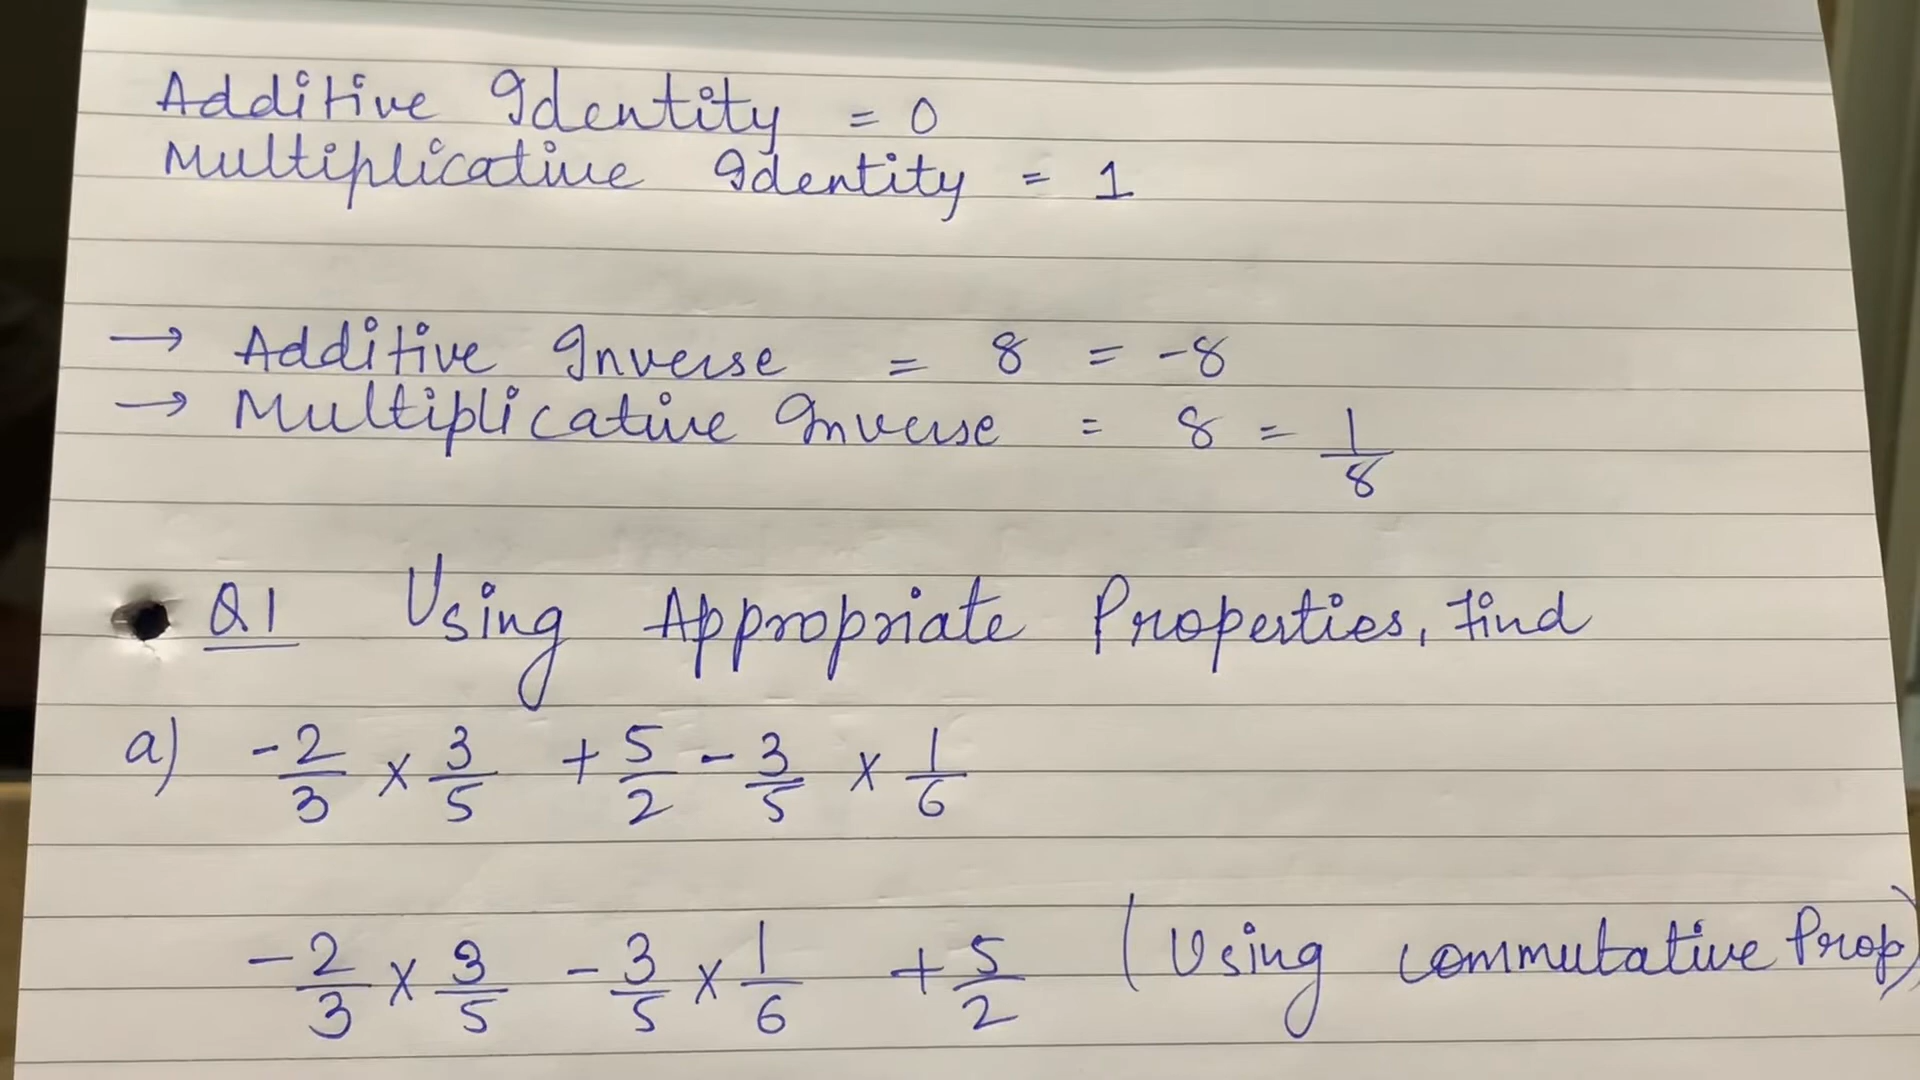 Additive Identity = 0
Multiplicative Identity = 1
→ Additive Inverse = 8 = -8
→ Multiplicative Inverse = 8 = 1/8
Q1 Using Appropriate Properties, find
a) -2/3 × 3/5 + 5/2 - 3/5 × 1/6
-2/3 × 3/5 - 3/5 × 1/6 + 5/2 (Using commutative Prop)